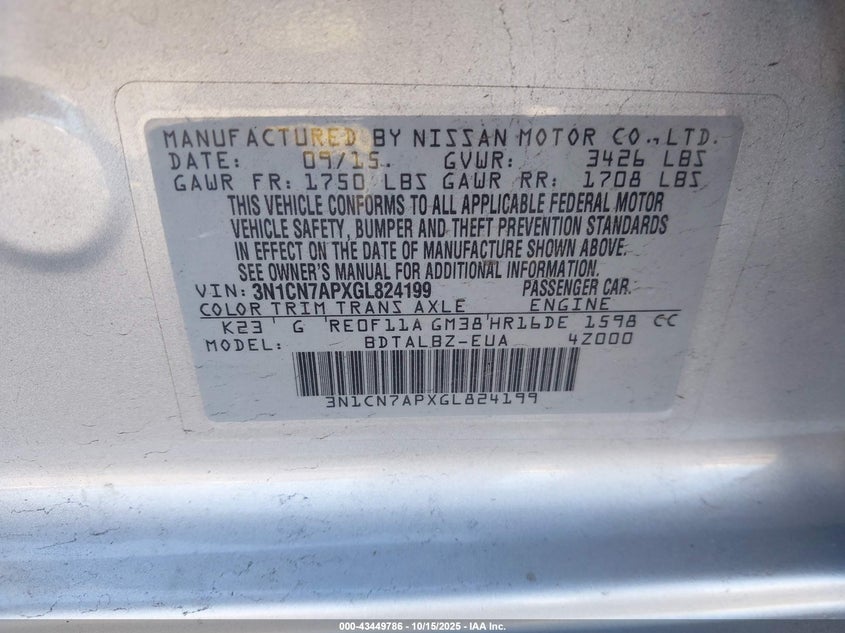 MANUFACTURED BY NISSAN MOTOR CO.,LTD.
DATE: 09/15. GVWR: 3426 LBS
GAWR FR: 1750 LBS GAWR RR: 1708 LBS
THIS VEHICLE CONFORMS TO ALL APPLICABLE FEDERAL MOTOR
VEHICLE SAFETY, BUMPER AND THEFT PREVENTION STANDARDS
IN EFFECT ON THE DATE OF MANUFACTURE SHOWN ABOVE.
SEE OWNER'S MANUAL FOR ADDITIONAL INFORMATION.
VIN: 3N1CN7APXGL824199 PASSENGER CAR.
COLOR TRIM TRANS AXLE ENGINE
K23 ' G 'RE0F11A GM38'HR16DE 1598 CC
MODEL: BDTALBZ-EUA 4Z000
3N1CN7APXGL824199
000-43449786 - 10/15/2025 - IAA Inc.